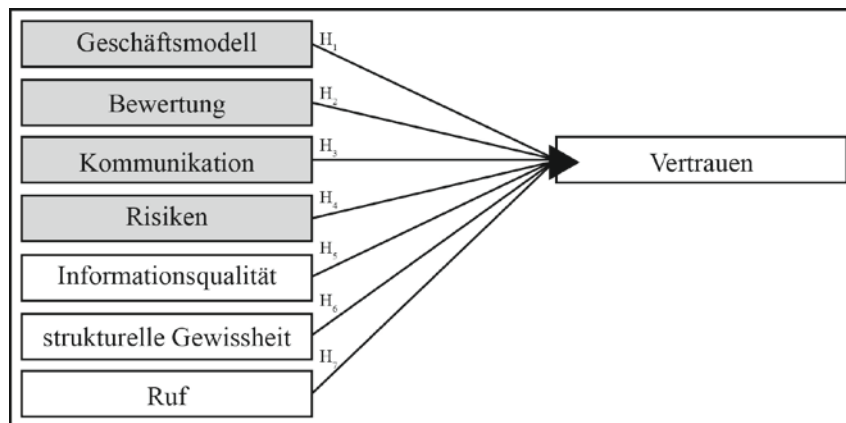 Geschäftsmodell
H₁
Bewertung
H₂
Kommunikation
H₃
Vertrauen
Risiken
H₄
Informationsqualität
H₅
strukturelle Gewissheit
H₆
Ruf
H₇